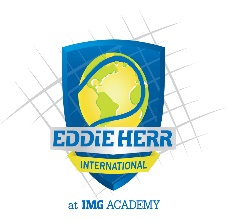 EDDIE HERR
INTERNATIONAL
at IMG ACADEMY